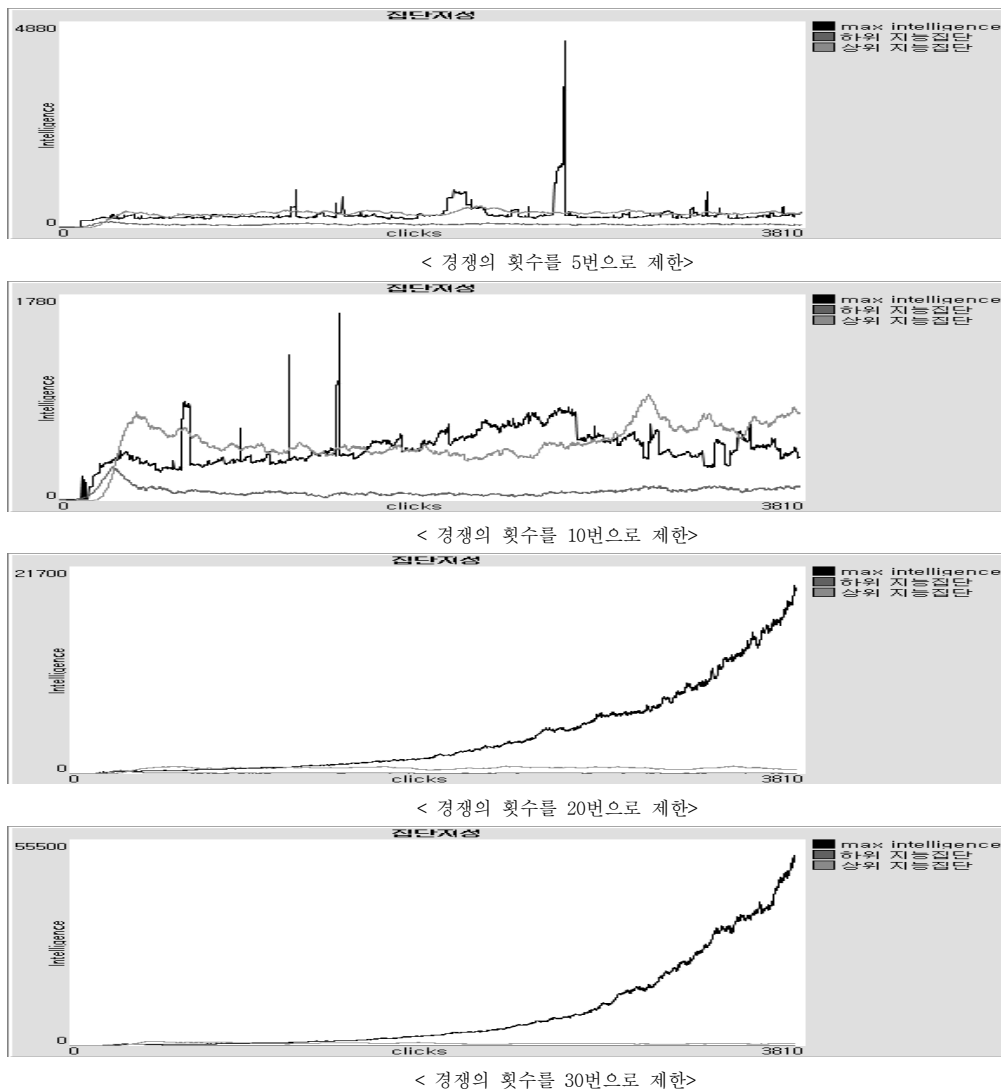 집단지성
4880
Intelligence
0
0
clicks
3810
max intelligence
하위 지능집단
상위 지능집단
< 경쟁의 횟수를 5번으로 제한>
집단지성
1780
Intelligence
0
0
clicks
3810
max intelligence
하위 지능집단
상위 지능집단
< 경쟁의 횟수를 10번으로 제한>
집단지성
21700
Intelligence
0
0
clicks
3810
max intelligence
하위 지능집단
상위 지능집단
< 경쟁의 횟수를 20번으로 제한>
집단지성
55500
Intelligence
0
0
clicks
3810
max intelligence
하위 지능집단
상위 지능집단
< 경쟁의 횟수를 30번으로 제한>